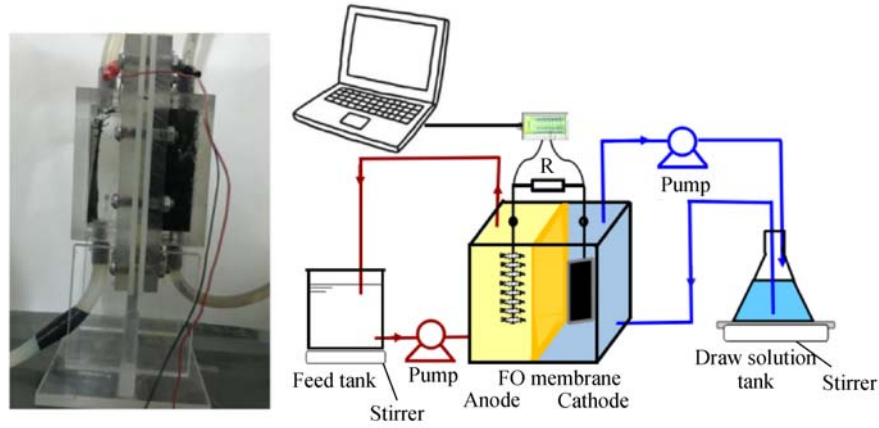 R
Pump
Feed tank
Pump
Stirrer
FO membrane
Anode
Cathode
Draw solution
tank
Stirrer